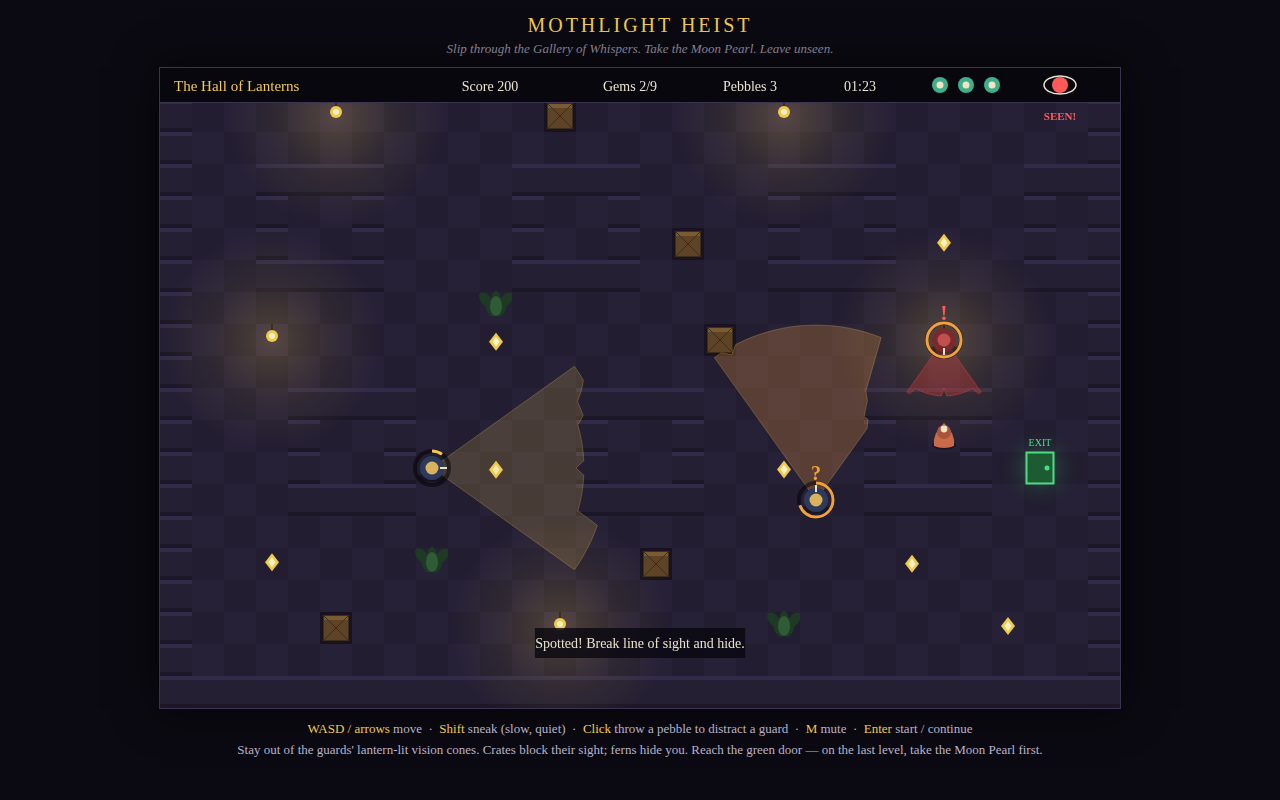 MOTHLIGHT HEIST
Slip through the Gallery of Whispers. Take the Moon Pearl. Leave unseen.
The Hall of Lanterns Score 200 Gems 2/9 Pebbles 3 01:23
SEEN!
!
EXIT
?
Spotted! Break line of sight and hide.
WASD / arrows move · Shift sneak (slow, quiet) · Click throw a pebble to distract a guard · M mute · Enter start / continue
Stay out of the guards' lantern-lit vision cones. Crates block their sight; ferns hide you. Reach the green door — on the last level, take the Moon Pearl first.